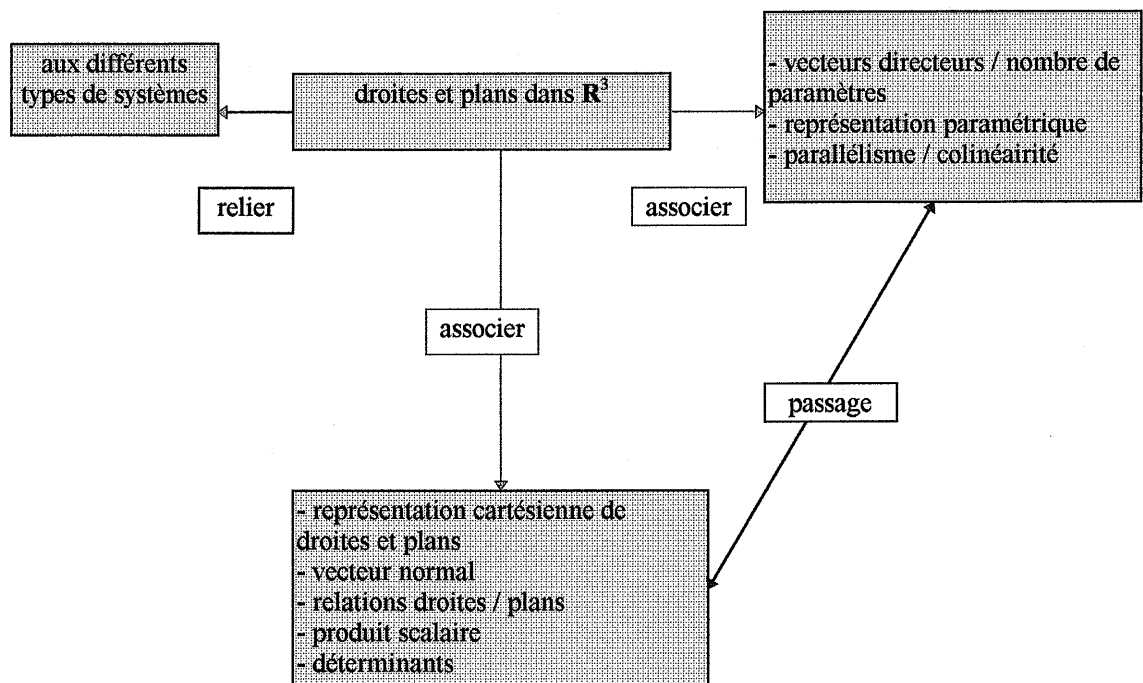 aux différents
types de systèmes
droites et plans dans R³
- vecteurs directeurs / nombre de
paramètres
- représentation paramétrique
- parallélisme / colinéairité
relier
associer
associer
passage
- représentation cartésienne de
droites et plans
- vecteur normal
- relations droites / plans
- produit scalaire
- déterminants